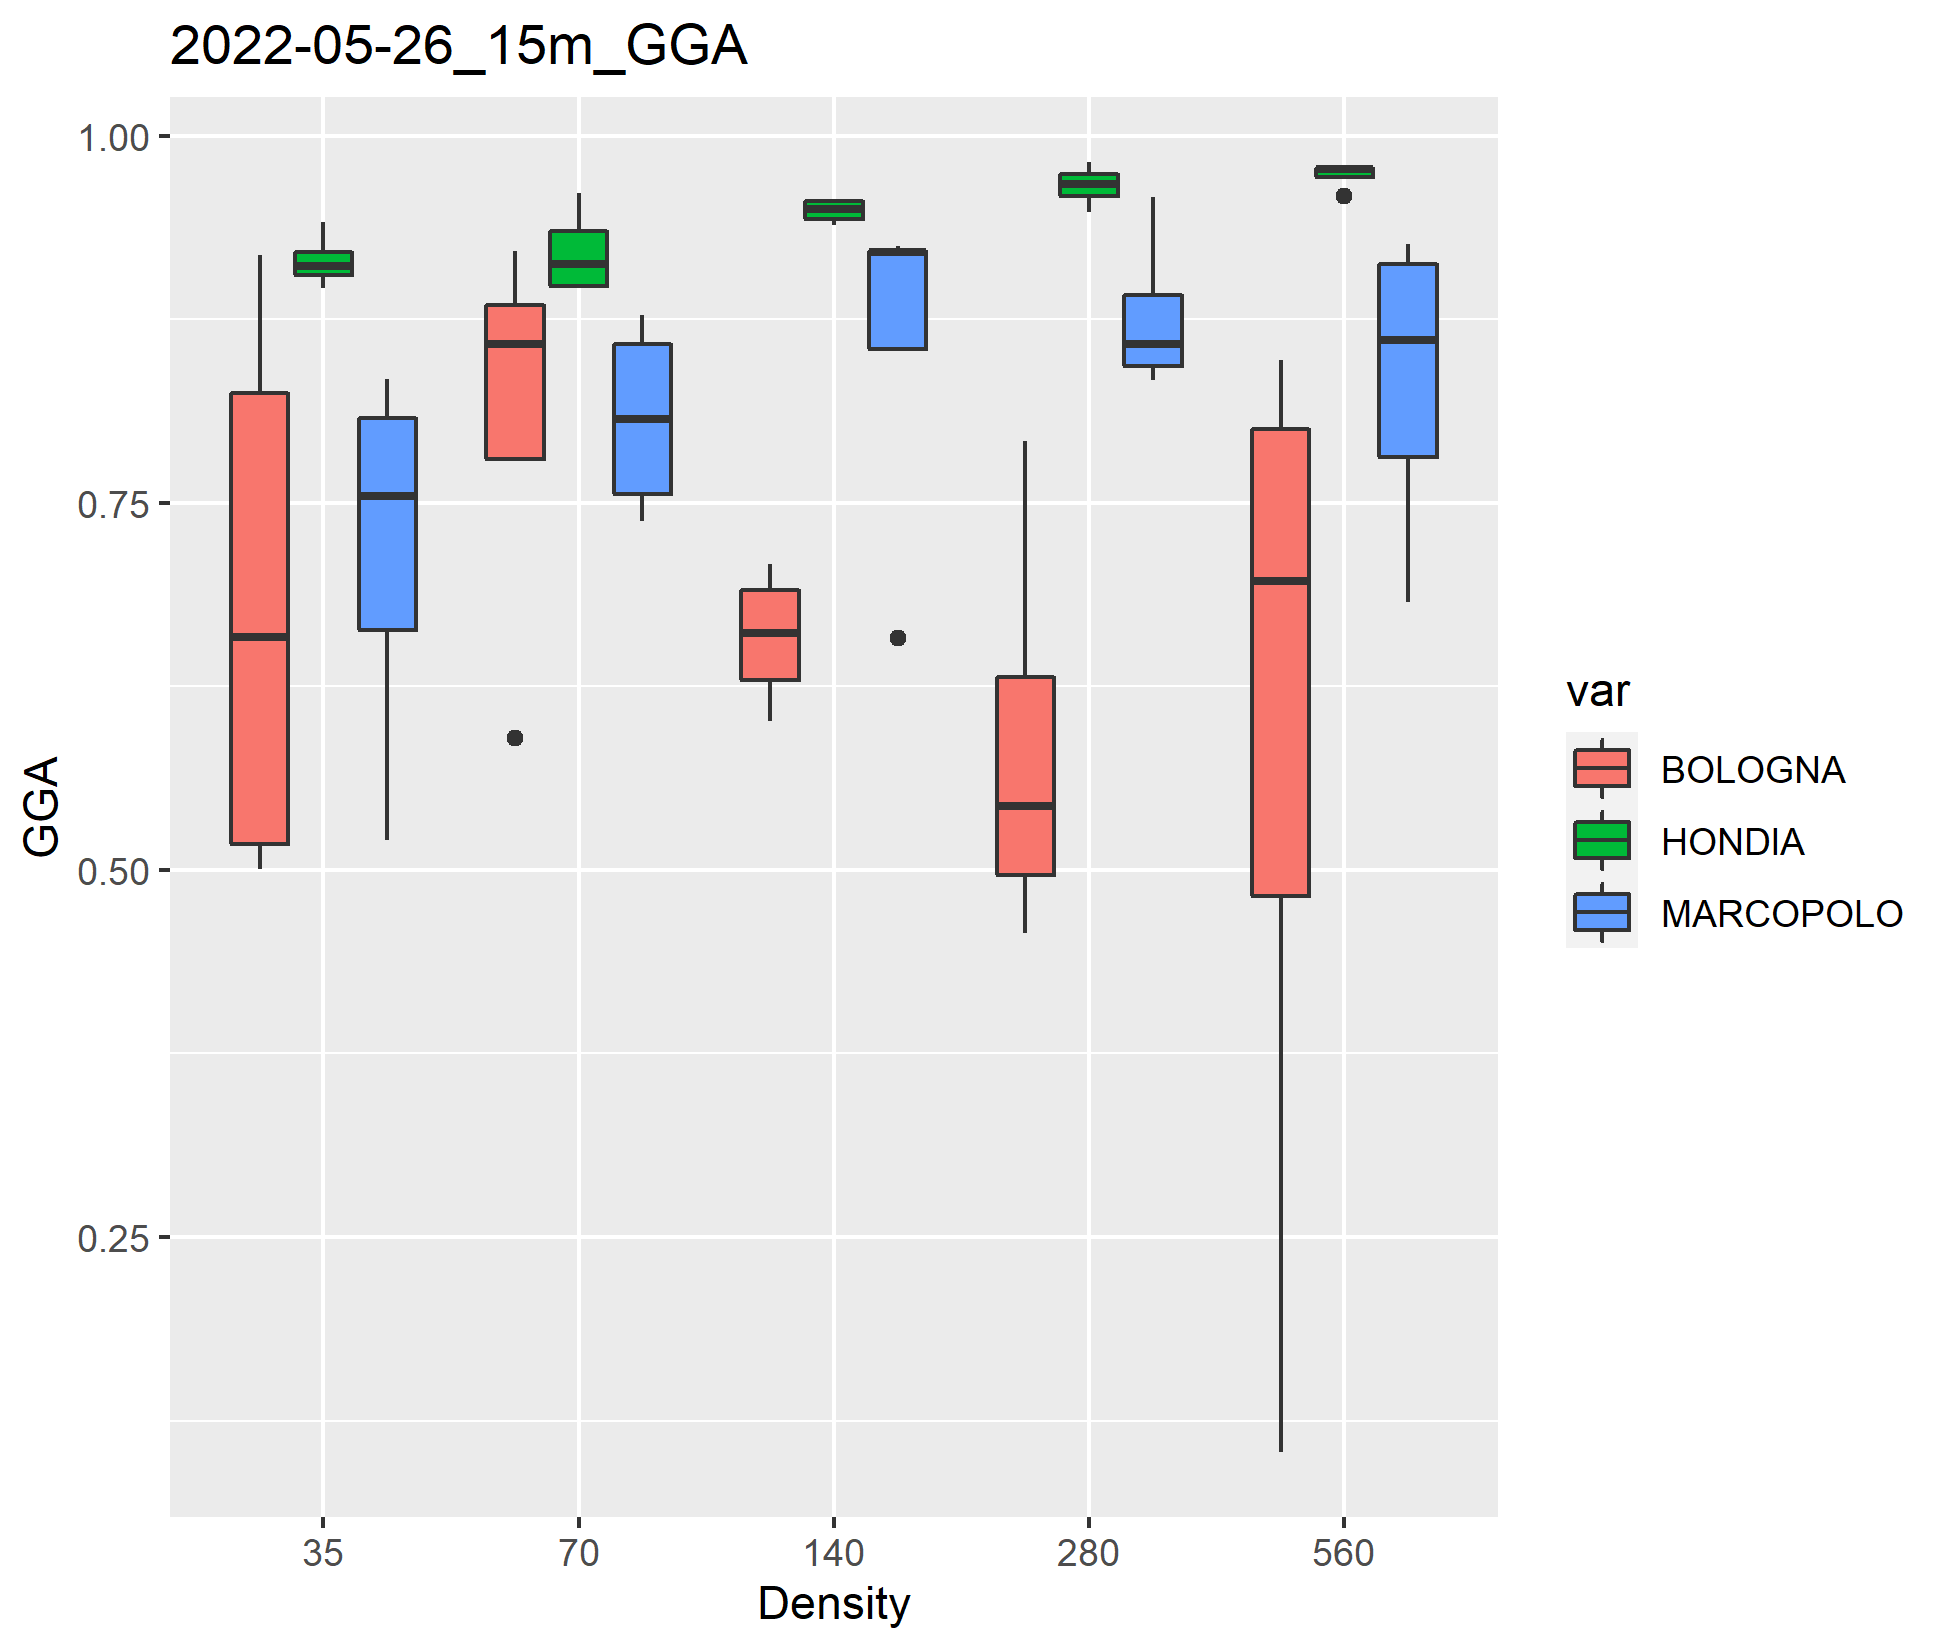 2022-05-26_15m_GGA
1.00
0.75
0.50
0.25
GGA
35 70 140 280 560
Density
var
BOLOGNA
HONDIA
MARCOPOLO